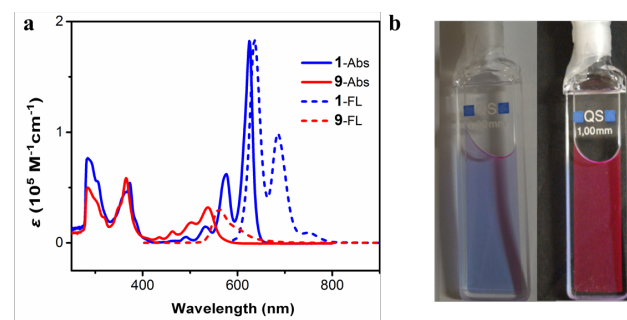 a
b
2
1
0
400
600
800
Wavelength (nm)
ε (10⁵ M⁻¹cm⁻¹)
1-Abs
9-Abs
1-FL
9-FL
QS
QS
1,00mm